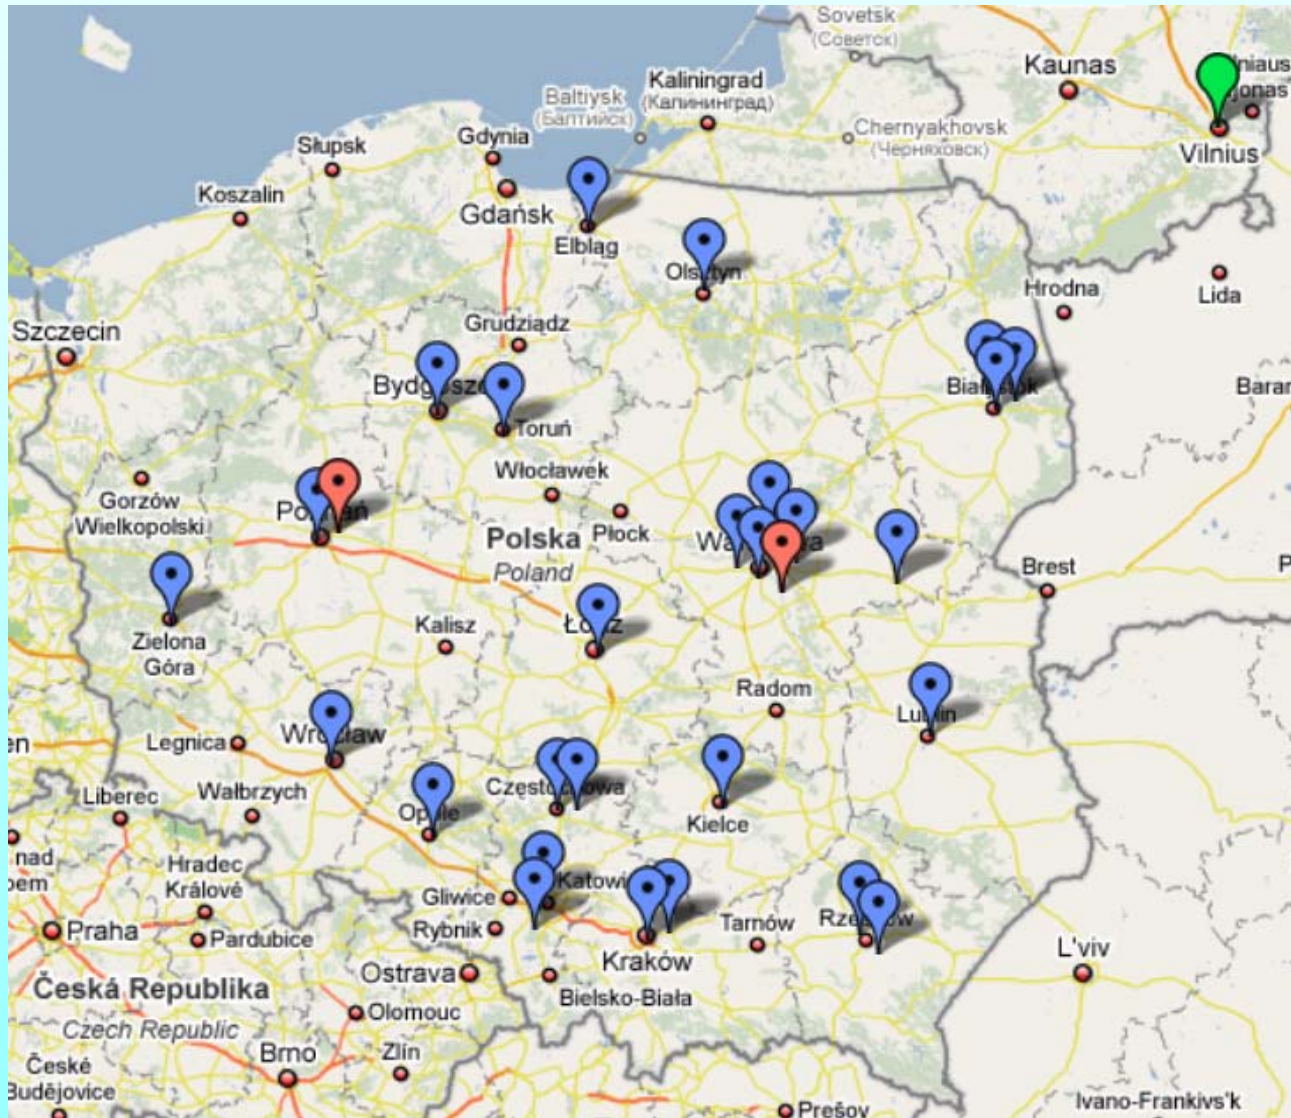 Sovetsk
(Советск)
Kaunas
Kaliningrad
(Калининград)
Baltiysk
(Балтийск)
Chernyakhovsk
(Черняховск)
Vilnius
Gdynia
Słupsk
Koszalin
Gdańsk
Elbląg
Hrodna
Lida
Szczecin
Grudziądz
Toruń
Włocławek
Gorzów
Wielkopolski
Płock
Polska
Poland
Brest
Zielona
Góra
Kalisz
Radom
Legnica
Wałbrzych
Liberec
Kielce
Hradec
Králové
Gliwice
Rybnik
Tarnów
Praha
Pardubice
Kraków
L'viv
Ostrava
Bielsko-Biała
Česká Republika
Czech Republic
Olomouc
Brno
Zlín
České
Budějovice
Prešov
Ivano-Frankivs'k